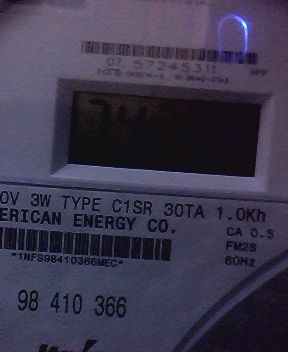 07 57245311
0V 3W TYPE C1SR 30TA 1.0Kh
ERICAN ENERGY CO.
CA 0.5
FM2S
60Hz
*1NFS98410366MEC*
98 410 366